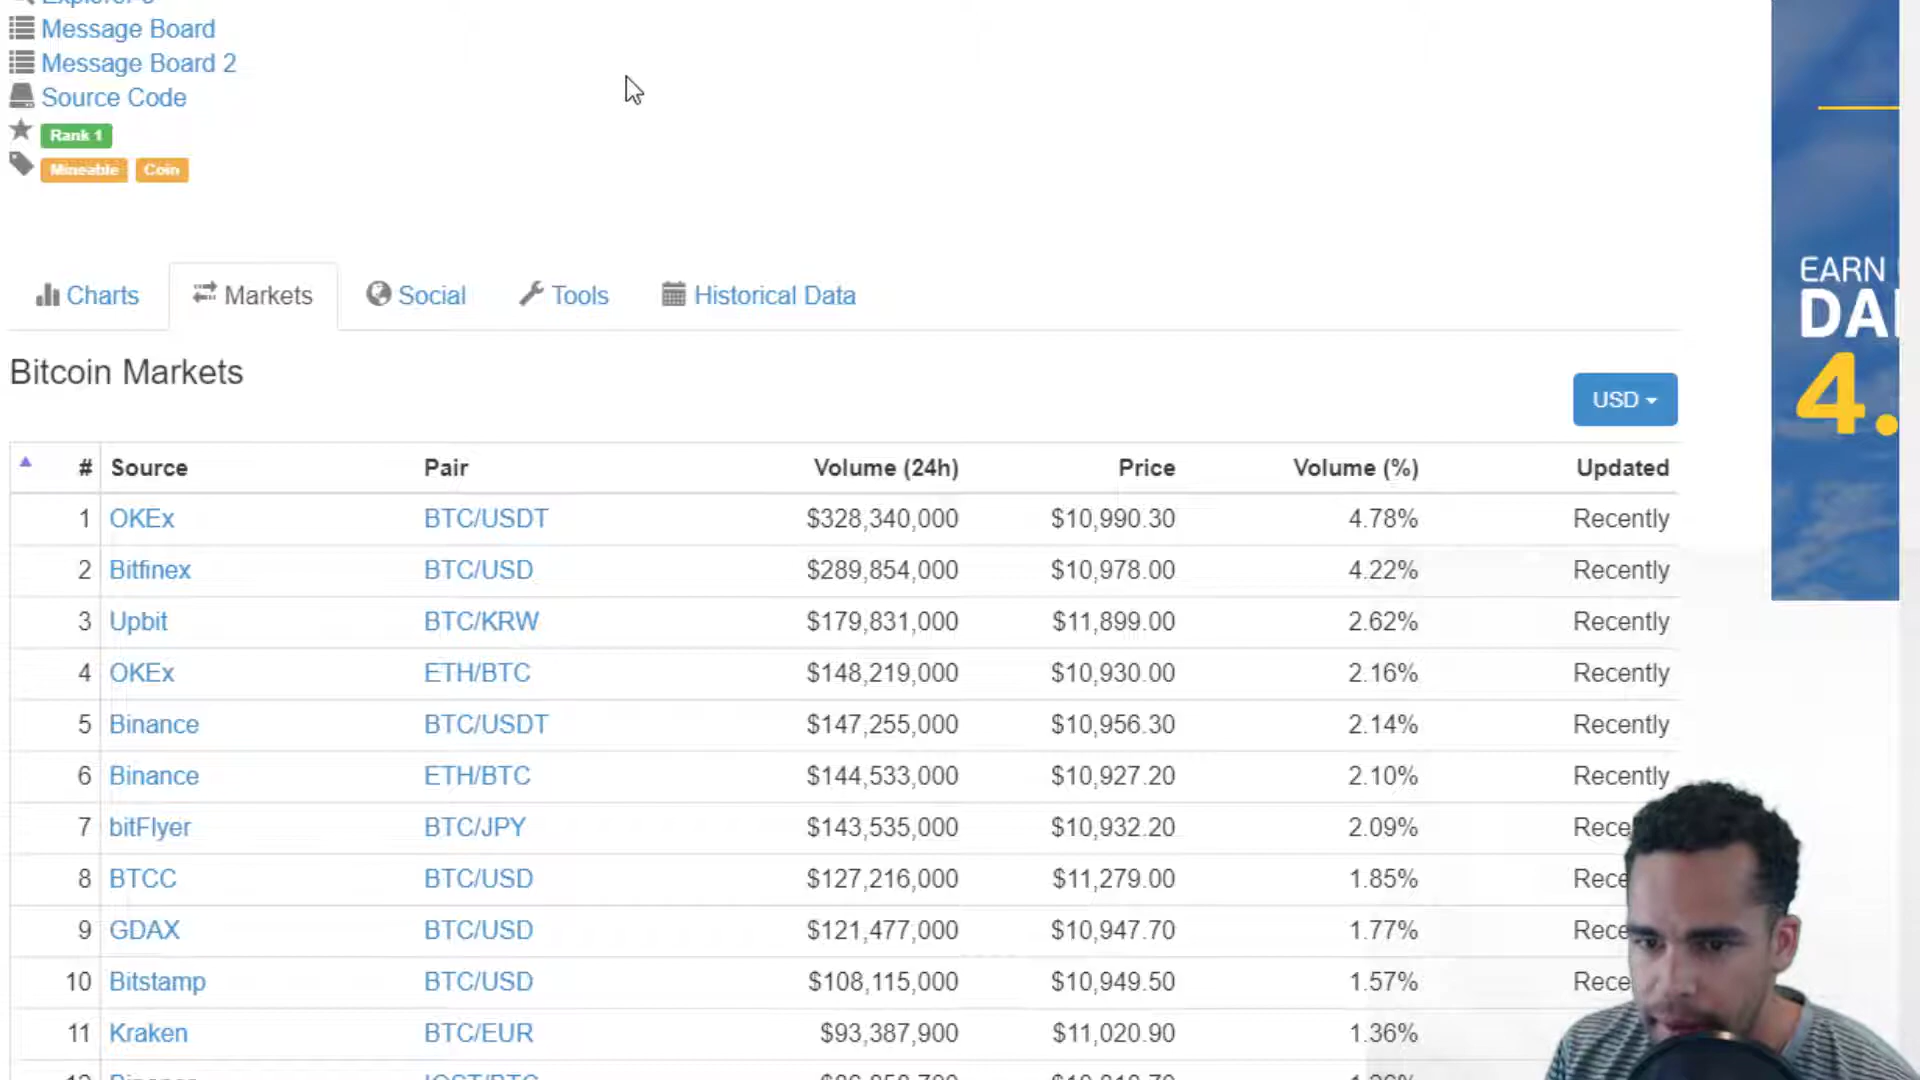 Message Board
Message Board 2
Source Code
Rank 1
Mineable Coin
Charts Markets Social Tools Historical Data
Bitcoin Markets
USD
# Source Pair Volume (24h) Price Volume (%) Updated
1 OKEx BTC/USDT $328,340,000 $10,990.30 4.78% Recently
2 Bitfinex BTC/USD $289,854,000 $10,978.00 4.22% Recently
3 Upbit BTC/KRW $179,831,000 $11,899.00 2.62% Recently
4 OKEx ETH/BTC $148,219,000 $10,930.00 2.16% Recently
5 Binance BTC/USDT $147,255,000 $10,956.30 2.14% Recently
6 Binance ETH/BTC $144,533,000 $10,927.20 2.10% Recently
7 bitFlyer BTC/JPY $143,535,000 $10,932.20 2.09% Rece
8 BTCC BTC/USD $127,216,000 $11,279.00 1.85% Rece
9 GDAX BTC/USD $121,477,000 $10,947.70 1.77% Rece
10 Bitstamp BTC/USD $108,115,000 $10,949.50 1.57% Rece
11 Kraken BTC/EUR $93,387,900 $11,020.90 1.36%
EARN
DAI
4.